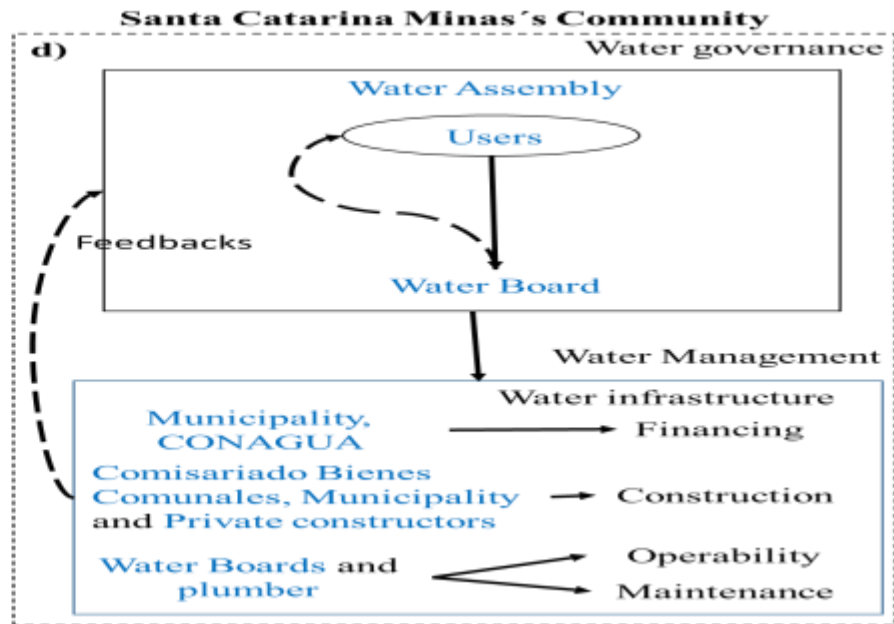 Santa Catarina Minas´s Community
d)
Water governance
Water Assembly
Users
Feedbacks
Water Board
Water Management
Water infrastructure
Municipality,
CONAGUA
Financing
Comisariado Bienes
Comunales, Municipality
and Private constructors
Construction
Water Boards and
plumber
Operability
Maintenance